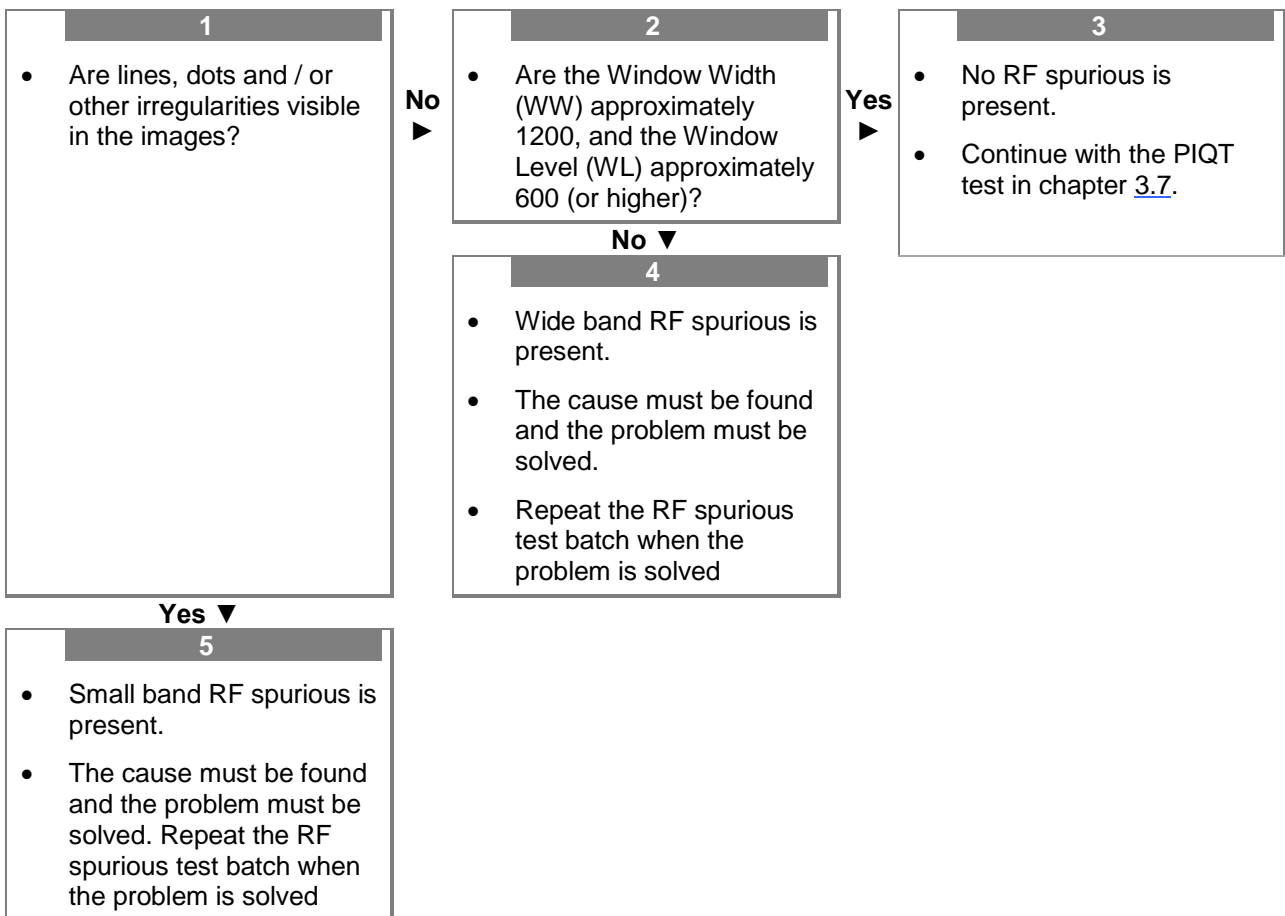 1
• Are lines, dots and / or
other irregularities visible
in the images?
No
►
2
• Are the Window Width
(WW) approximately
1200, and the Window
Level (WL) approximately
600 (or higher)?
Yes
►
3
• No RF spurious is
present.
• Continue with the PIQT
test in chapter 3.7.
No ▼
4
• Wide band RF spurious is
present.
• The cause must be found
and the problem must be
solved.
• Repeat the RF spurious
test batch when the
problem is solved
Yes ▼
5
• Small band RF spurious is
present.
• The cause must be found
and the problem must be
solved. Repeat the RF
spurious test batch when
the problem is solved